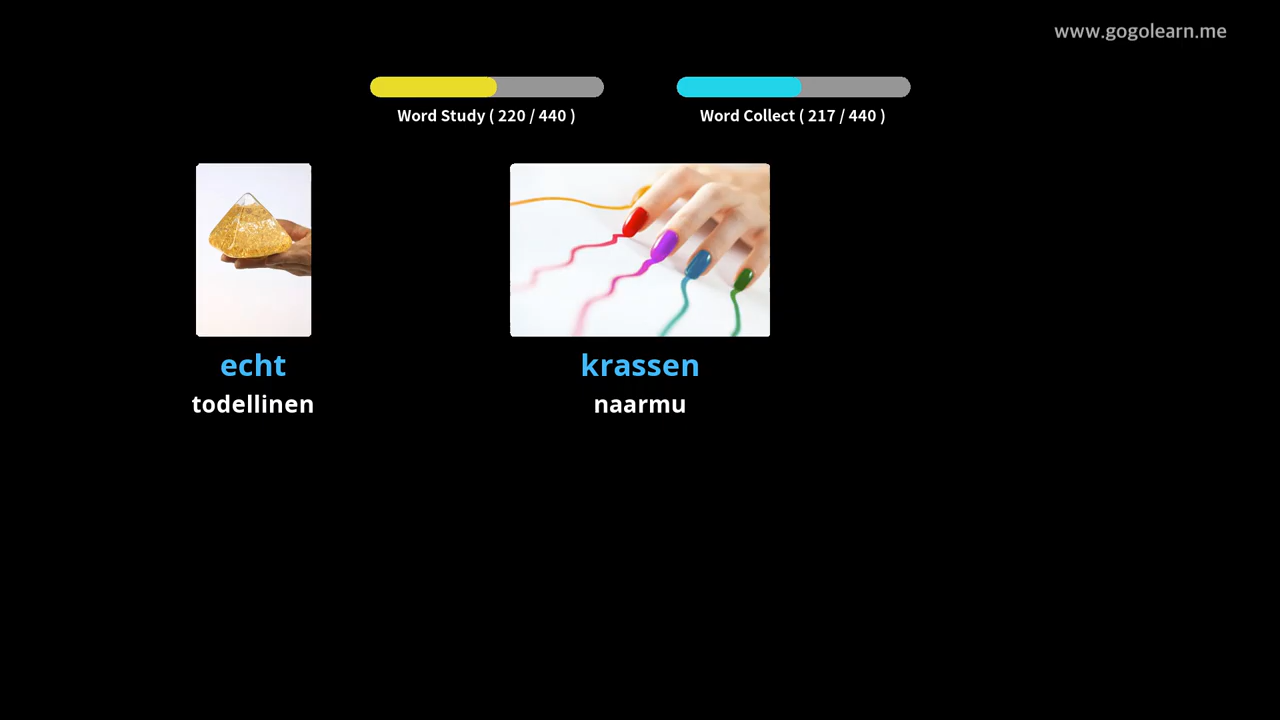 www.gogolearn.me
Word Study ( 220 / 440 )
Word Collect ( 217 / 440 )
echt
todellinen
krassen
naarmu